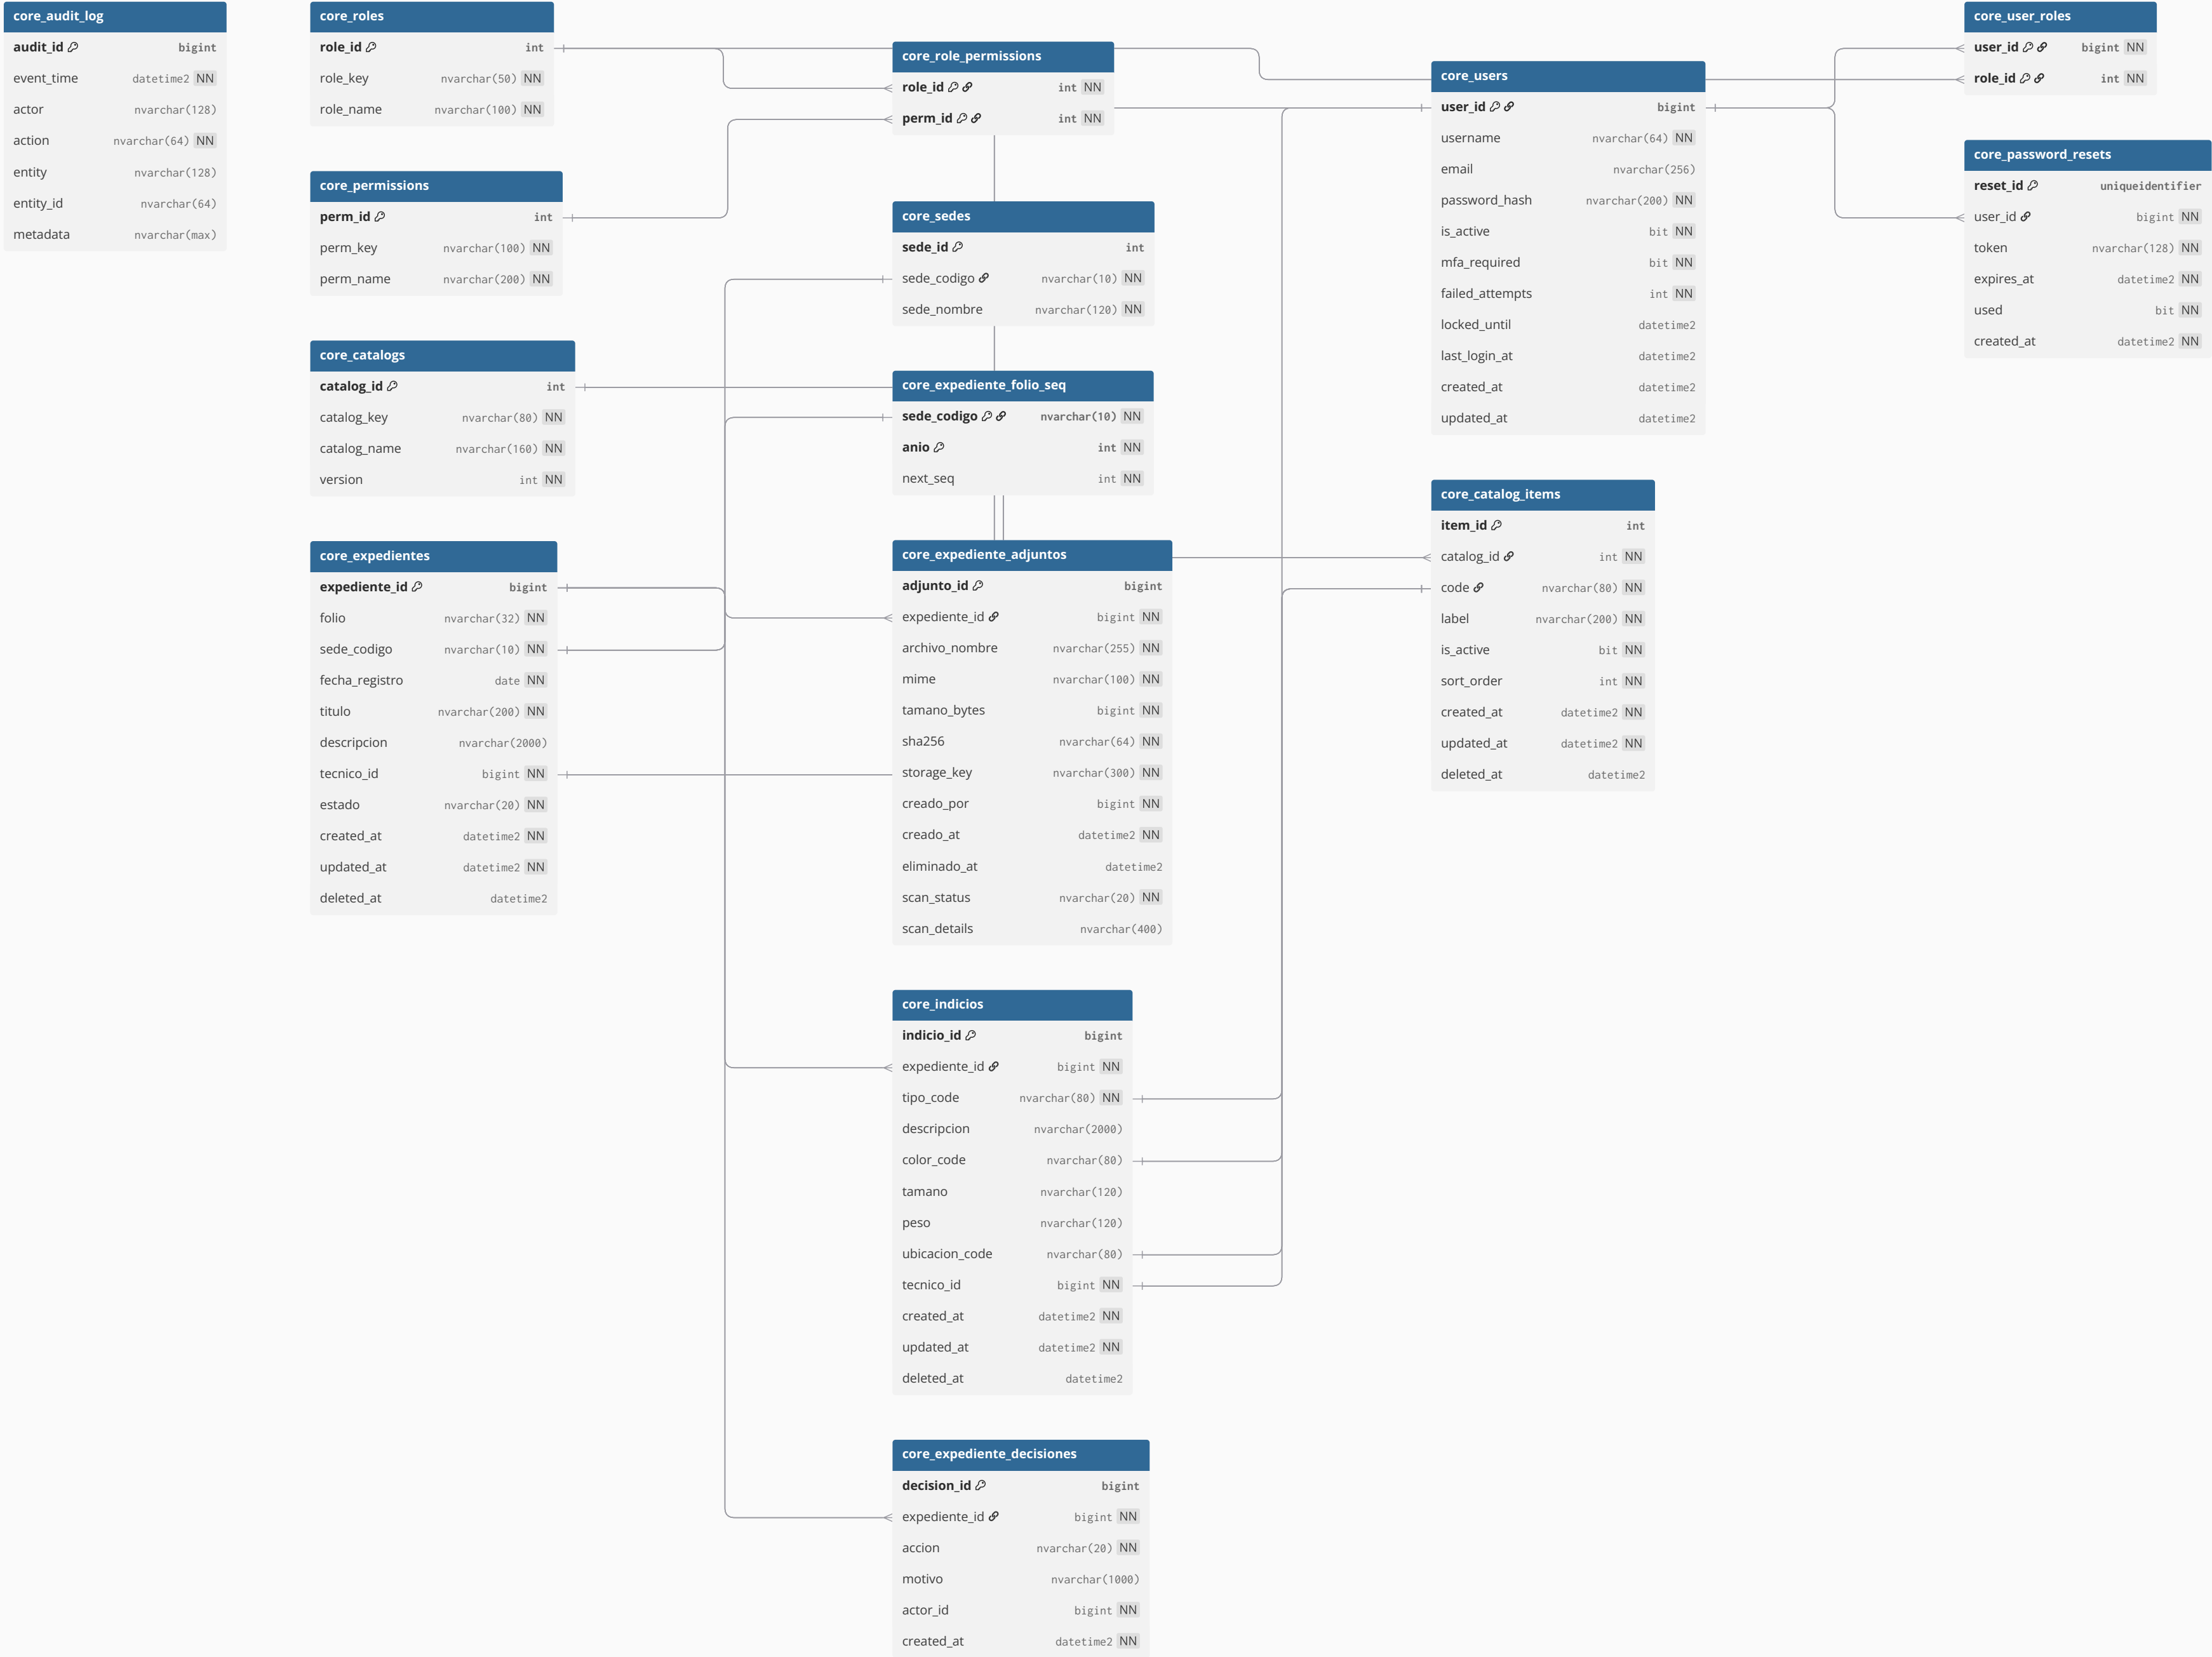 core_audit_log
audit_id bigint
event_time datetime2 NN
actor nvarchar(128)
action nvarchar(64) NN
entity nvarchar(128)
entity_id nvarchar(64)
metadata nvarchar(max)
core_roles
role_id int
role_key nvarchar(50) NN
role_name nvarchar(100) NN
core_permissions
perm_id int
perm_key nvarchar(100) NN
perm_name nvarchar(200) NN
core_catalogs
catalog_id int
catalog_key nvarchar(80) NN
catalog_name nvarchar(160) NN
version int NN
core_expedientes
expediente_id bigint
folio nvarchar(32) NN
sede_codigo nvarchar(10) NN
fecha_registro date NN
titulo nvarchar(200) NN
descripcion nvarchar(2000)
tecnico_id bigint NN
estado nvarchar(20) NN
created_at datetime2 NN
updated_at datetime2 NN
deleted_at datetime2
core_role_permissions
role_id int NN
perm_id int NN
core_sedes
sede_id int
sede_codigo nvarchar(10) NN
sede_nombre nvarchar(120) NN
core_expediente_folio_seq
sede_codigo nvarchar(10) NN
anio int NN
next_seq int NN
core_expediente_adjuntos
adjunto_id bigint
expediente_id bigint NN
archivo_nombre nvarchar(255) NN
mime nvarchar(100) NN
tamano_bytes bigint NN
sha256 nvarchar(64) NN
storage_key nvarchar(300) NN
creado_por bigint NN
creado_at datetime2 NN
eliminado_at datetime2
scan_status nvarchar(20) NN
scan_details nvarchar(400)
core_indicios
indicio_id bigint
expediente_id bigint NN
tipo_code nvarchar(80) NN
descripcion nvarchar(2000)
color_code nvarchar(80)
tamano nvarchar(120)
peso nvarchar(120)
ubicacion_code nvarchar(80)
tecnico_id bigint NN
created_at datetime2 NN
updated_at datetime2 NN
deleted_at datetime2
core_expediente_decisiones
decision_id bigint
expediente_id bigint NN
accion nvarchar(20) NN
motivo nvarchar(1000)
actor_id bigint NN
created_at datetime2 NN
core_users
user_id bigint
username nvarchar(64) NN
email nvarchar(256)
password_hash nvarchar(200) NN
is_active bit NN
mfa_required bit NN
failed_attempts int NN
locked_until datetime2
last_login_at datetime2
created_at datetime2
updated_at datetime2
core_catalog_items
item_id int
catalog_id int NN
code nvarchar(80) NN
label nvarchar(200) NN
is_active bit NN
sort_order int NN
created_at datetime2 NN
updated_at datetime2 NN
deleted_at datetime2
core_user_roles
user_id bigint NN
role_id int NN
core_password_resets
reset_id uniqueidentifier
user_id bigint NN
token nvarchar(128) NN
expires_at datetime2 NN
used bit NN
created_at datetime2 NN